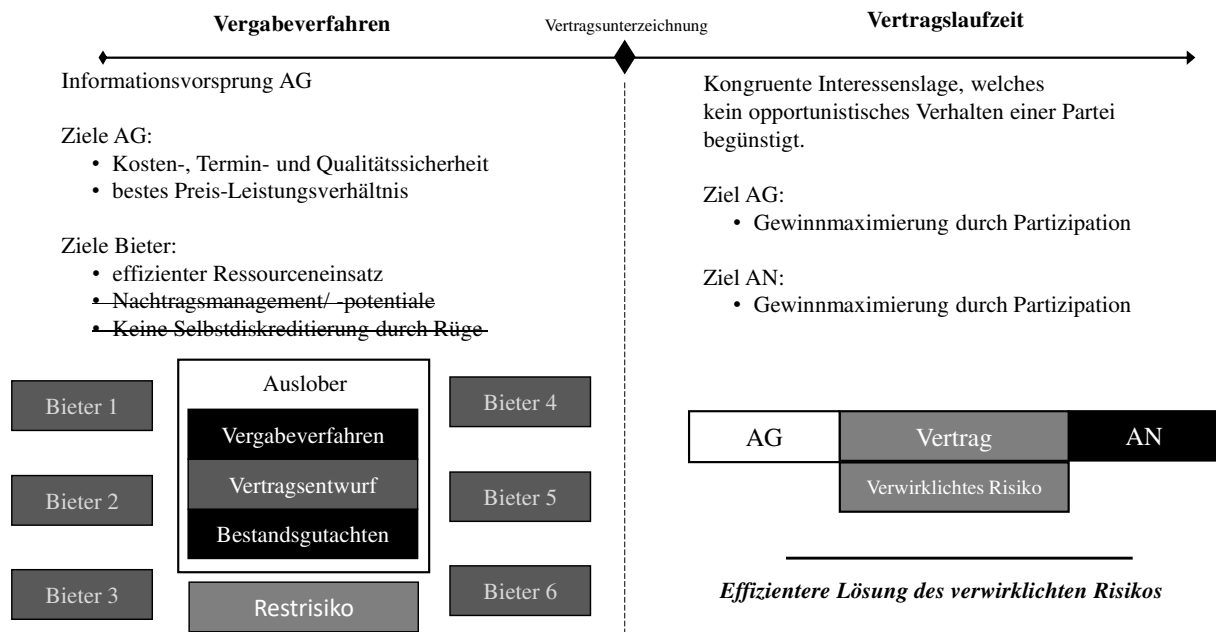 Vergabeverfahren
Vertragsunterzeichnung
Vertragslaufzeit
Informationsvorsprung AG
Ziele AG:
• Kosten-, Termin- und Qualitätssicherheit
• bestes Preis-Leistungsverhältnis
Ziele Bieter:
• effizienter Ressourceneinsatz
• Nachtragsmanagement/ -potentiale
• Keine Selbstdiskreditierung durch Rüge
Bieter 1
Bieter 2
Bieter 3
Auslober
Vergabeverfahren
Vertragsentwurf
Bestandsgutachten
Restrisiko
Bieter 4
Bieter 5
Bieter 6
Kongruente Interessenslage, welches
kein opportunistisches Verhalten einer Partei
begünstigt.
Ziel AG:
• Gewinnmaximierung durch Partizipation
Ziel AN:
• Gewinnmaximierung durch Partizipation
AG
Vertrag
AN
Verwirklichtes Risiko
Effizientere Lösung des verwirklichten Risikos